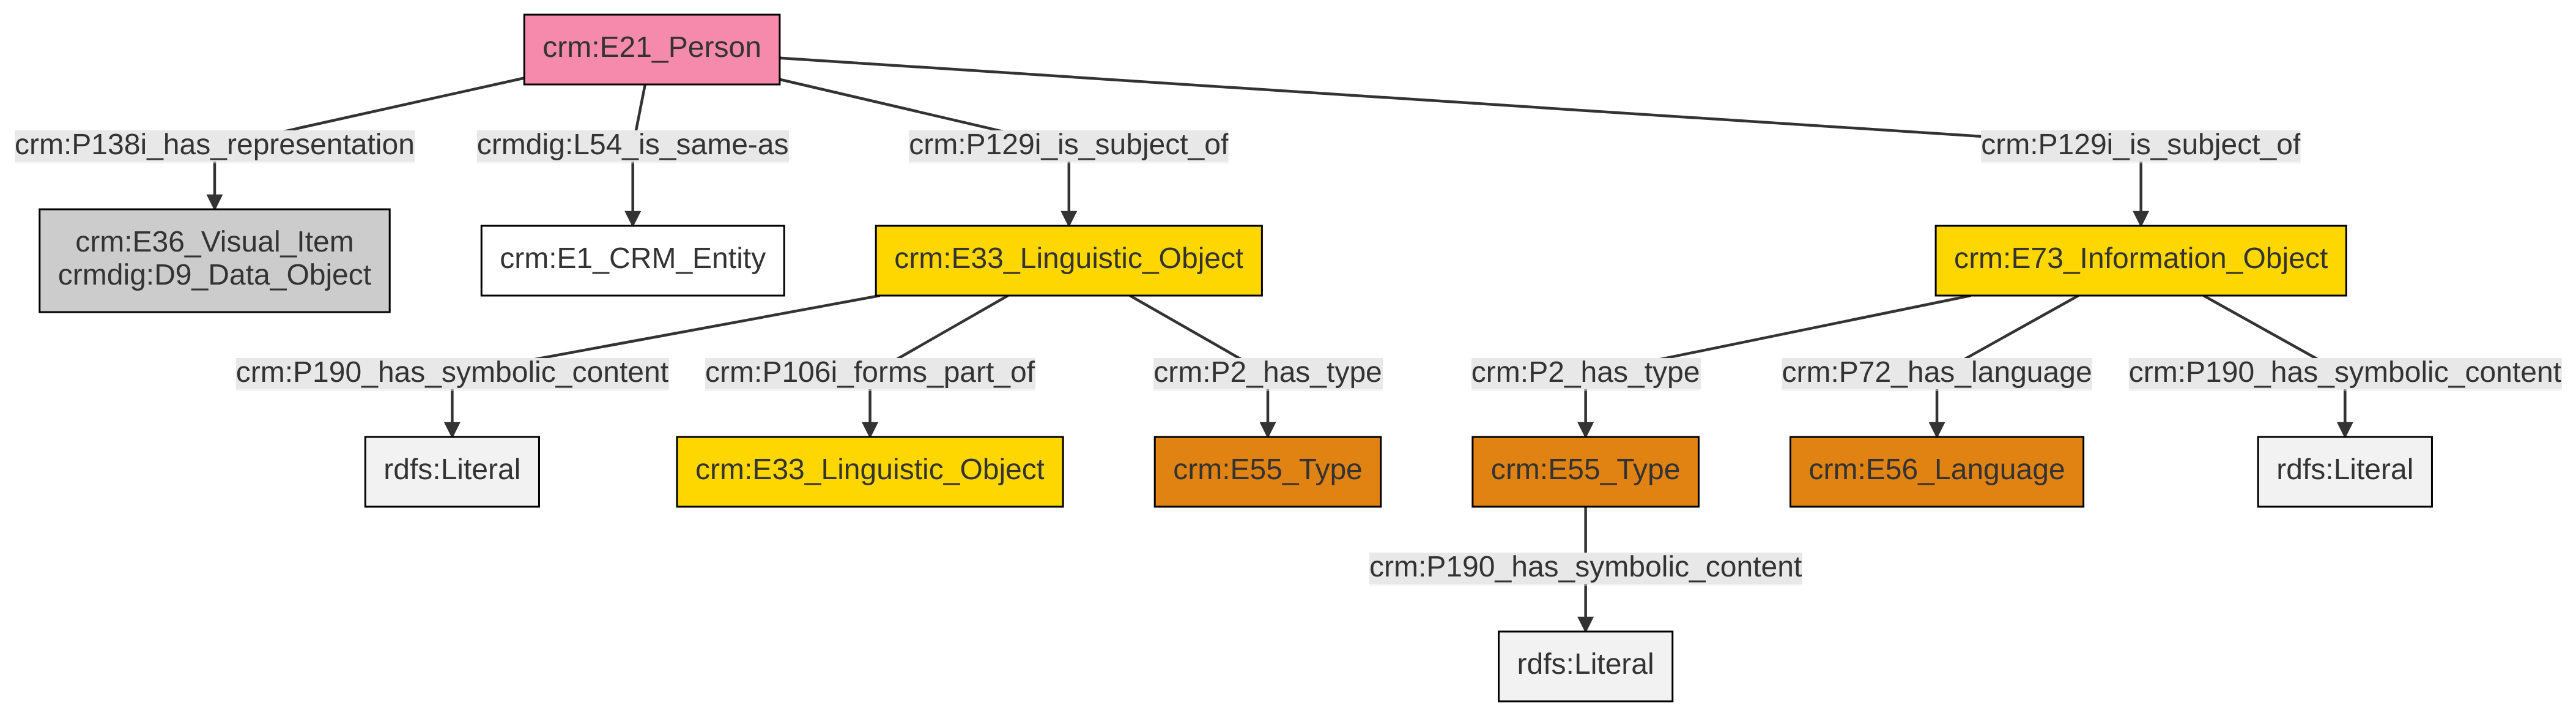 crm:E21_Person
crm:P138i_has_representation
crmdig:L54_is_same-as
crm:P129i_is_subject_of
crm:P129i_is_subject_of
crm:E36_Visual_Item
crmdig:D9_Data_Object
crm:E1_CRM_Entity
crm:E33_Linguistic_Object
crm:E73_Information_Object
crm:P190_has_symbolic_content
crm:P106i_forms_part_of
crm:P2_has_type
crm:P2_has_type
crm:P72_has_language
crm:P190_has_symbolic_content
rdfs:Literal
crm:E33_Linguistic_Object
crm:E55_Type
crm:E55_Type
crm:E56_Language
rdfs:Literal
crm:P190_has_symbolic_content
rdfs:Literal